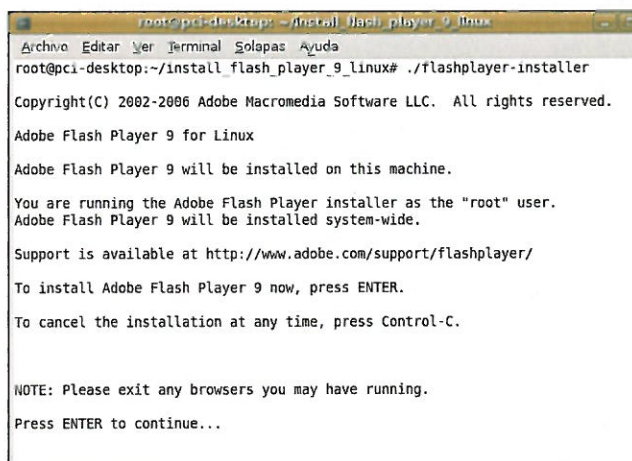 root@pci-desktop: ~/install_flash_player_9_linux
Archivo Editar Ver Terminal Solapas Ayuda
root@pci-desktop:~/install_flash_player_9_linux# ./flashplayer-installer
Copyright(C) 2002-2006 Adobe Macromedia Software LLC.  All rights reserved.
Adobe Flash Player 9 for Linux
Adobe Flash Player 9 will be installed on this machine.
You are running the Adobe Flash Player installer as the "root" user.
Adobe Flash Player 9 will be installed system-wide.
Support is available at http://www.adobe.com/support/flashplayer/
To install Adobe Flash Player 9 now, press ENTER.
To cancel the installation at any time, press Control-C.
NOTE: Please exit any browsers you may have running.
Press ENTER to continue...